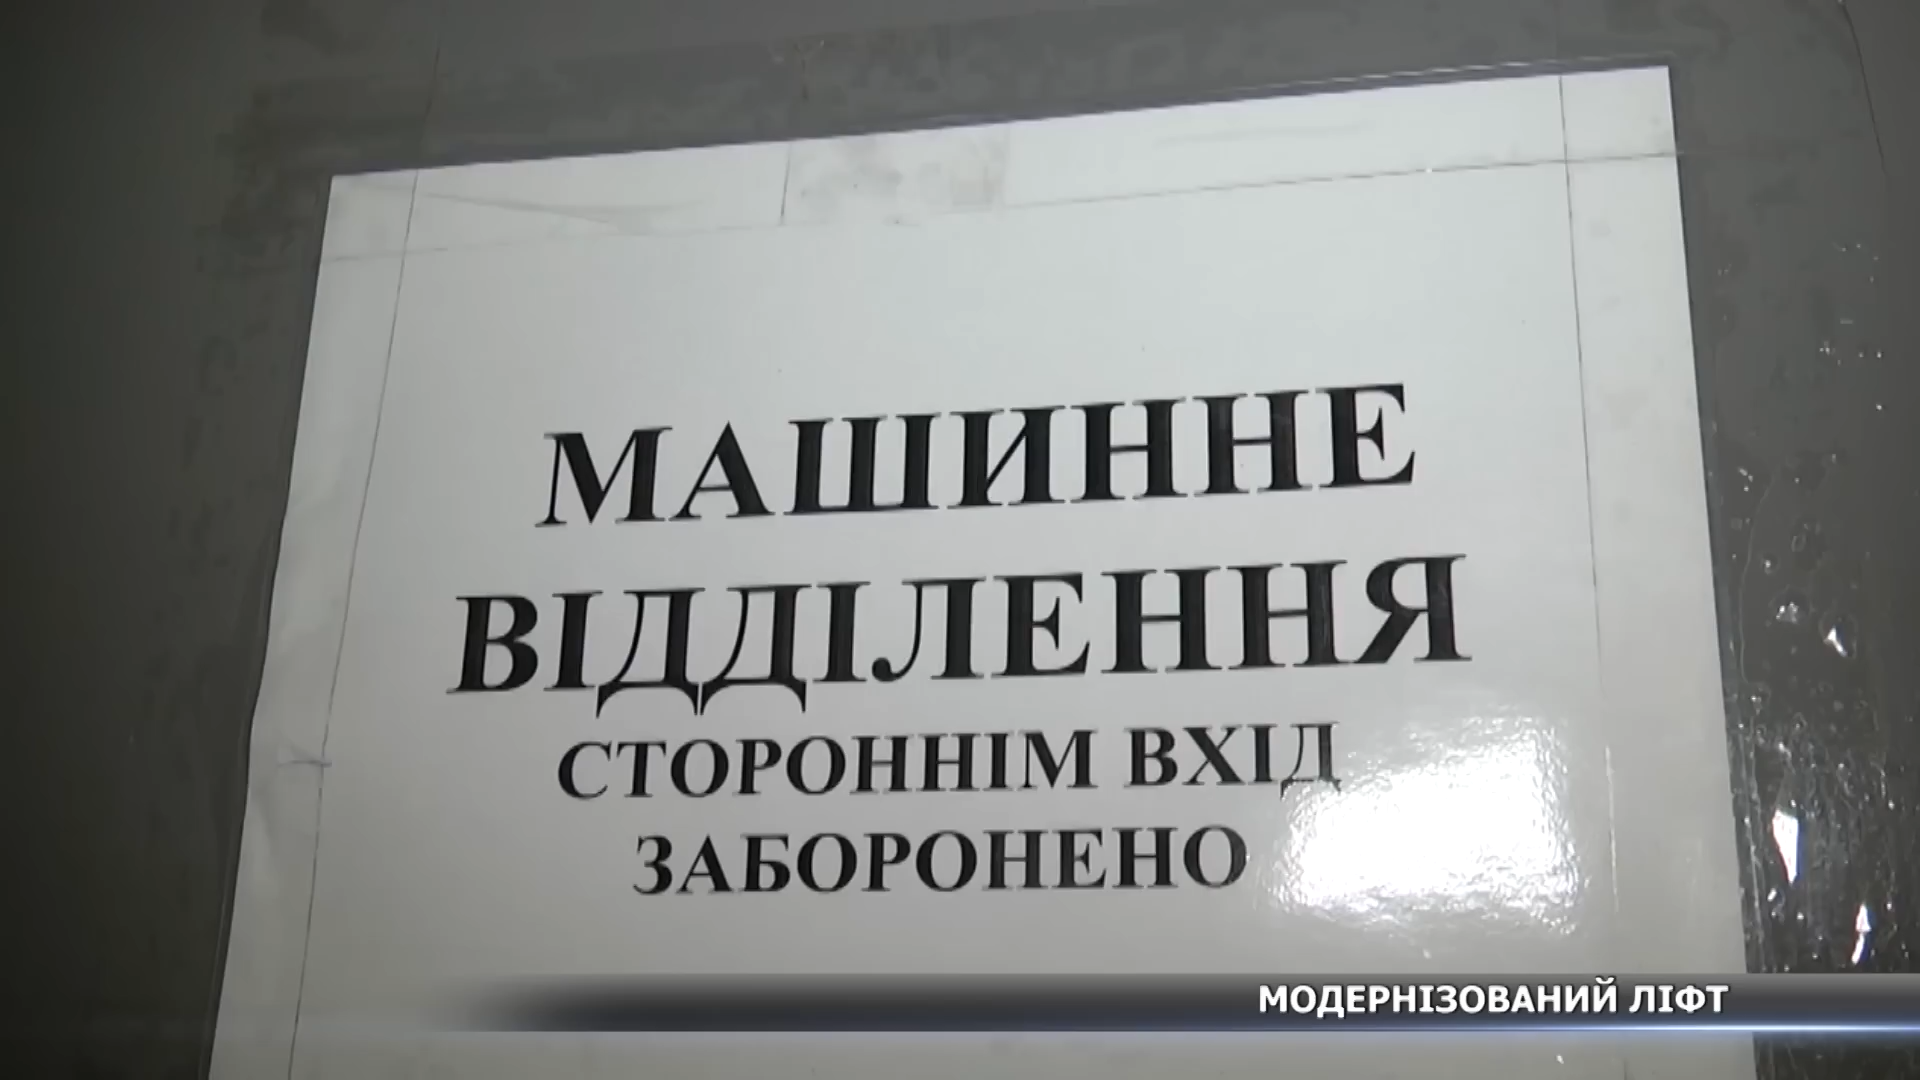 МАШИННЕ
ВІДДІЛЕННЯ
СТОРОННІМ ВХІД
ЗАБОРОНЕНО
МОДЕРНІЗОВАНИЙ ЛІФТ